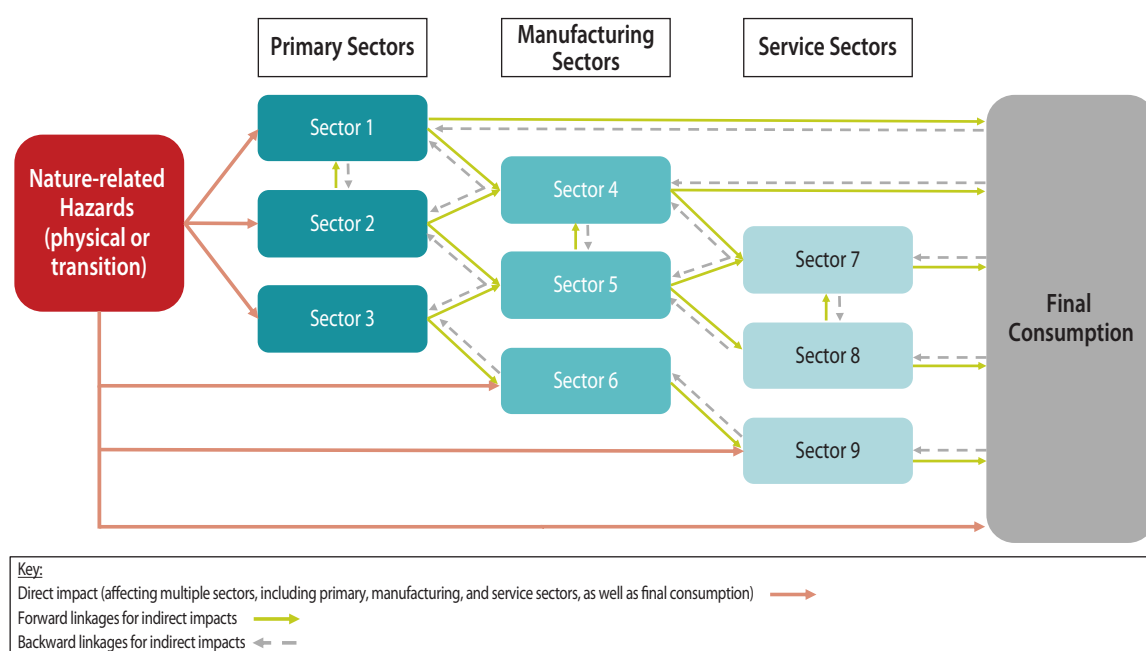 Primary Sectors
Manufacturing
Sectors
Service Sectors
Nature-related
Hazards
(physical or
transition)
Sector 1
Sector 2
Sector 3
Sector 4
Sector 5
Sector 6
Sector 7
Sector 8
Sector 9
Final
Consumption
Key:
Direct impact (affecting multiple sectors, including primary, manufacturing, and service sectors, as well as final consumption)
Forward linkages for indirect impacts
Backward linkages for indirect impacts